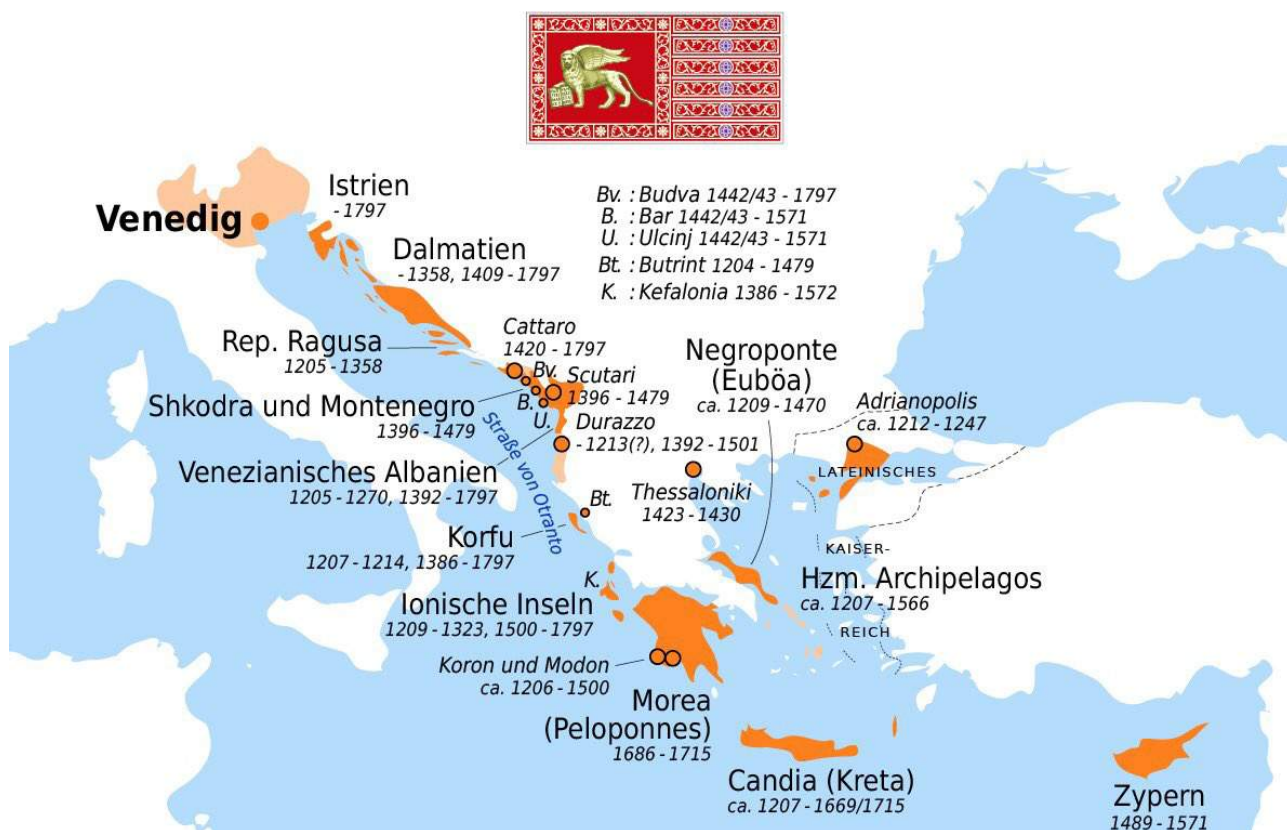 Venedig
Istrien
- 1797
Dalmatien
- 1358, 1409 - 1797
Bv. : Budva 1442/43 - 1797
B. : Bar 1442/43 - 1571
U. : Ulcinj 1442/43 - 1571
Bt. : Butrint 1204 - 1479
K. : Kefalonia 1386 - 1572
Rep. Ragusa
1205 - 1358
Cattaro
1420 - 1797
Bv.
Scutari
1396 - 1479
B.
U.
Shkodra und Montenegro
1396 - 1479
Durazzo
- 1213(?), 1392 - 1501
Negroponte
(Euböa)
ca. 1209 - 1470
Adrianopolis
ca. 1212 - 1247
Venezianisches Albanien
1205 - 1270, 1392 - 1797
Straße von Otranto
Thessaloniki
1423 - 1430
LATEINISCHES
Bt.
Korfu
1207 - 1214, 1386 - 1797
KAISER-
Hzm. Archipelagos
ca. 1207 - 1566
REICH
K.
Ionische Inseln
1209 - 1323, 1500 - 1797
Koron und Modon
ca. 1206 - 1500
Morea
(Peloponnes)
1686 - 1715
Candia (Kreta)
ca. 1207 - 1669/1715
Zypern
1489 - 1571